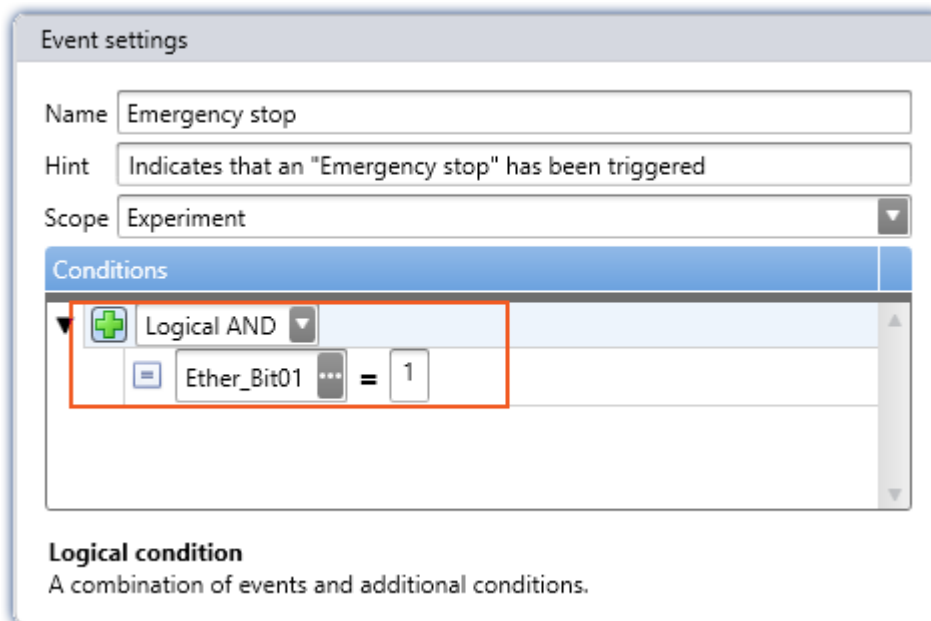 Event settings
Name Emergency stop
Hint Indicates that an "Emergency stop" has been triggered
Scope Experiment
Conditions
Logical AND
Ether_Bit01 ... = 1
Logical condition
A combination of events and additional conditions.